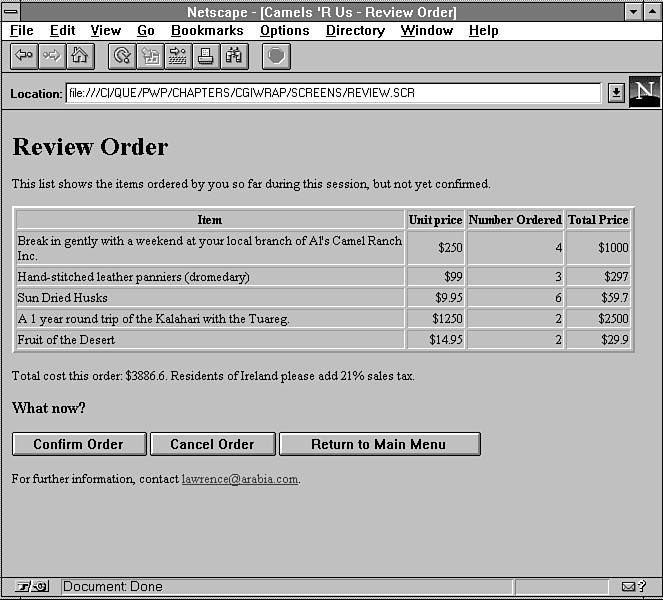 Netscape - [Camels 'R Us - Review Order]
File Edit View Go Bookmarks Options Directory Window Help
Location: file:///C|/QUE/PWP/CHAPTERS/CGIWRAP/SCREENS/REVIEW.SCR
N
Review Order
This list shows the items ordered by you so far during this session, but not yet confirmed.
Item Unit price Number Ordered Total Price
Break in gently with a weekend at your local branch of Al's Camel Ranch
Inc. $250 4 $1000
Hand-stitched leather panniers (dromedary) $99 3 $297
Sun Dried Husks $9.95 6 $59.7
A 1 year round trip of the Kalahari with the Tuareg. $1250 2 $2500
Fruit of the Desert $14.95 2 $29.9
Total cost this order: $3886.6. Residents of Ireland please add 21% sales tax.
What now?
Confirm Order Cancel Order Return to Main Menu
For further information, contact lawrence@arabia.com.
Document: Done ?